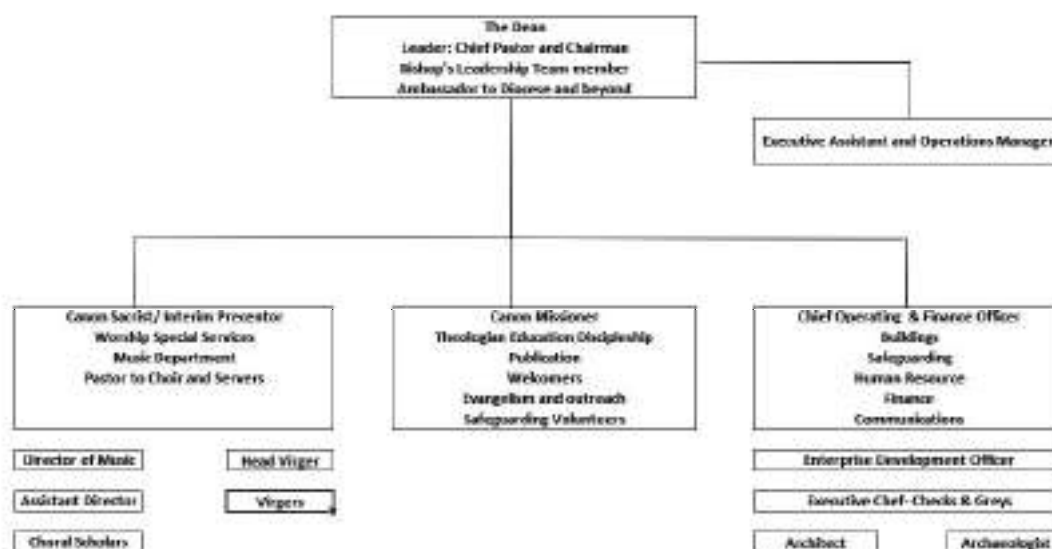 The Dean
Leader: Chief Pastor and Chairman
Bishop's Leadership Team member
Ambassador to Diocese and beyond
Executive Assistant and Operations Manager
Canon Sacrist/ Interim Precentor
Worship Special Services
Music Department
Pastor to Choir and Servers
Canon Missioner
Theologian Education Discipleship
Publication
Welcomers
Evangelism and outreach
Safeguarding Volunteers
Chief Operating & Finance Officer
Buildings
Safeguarding
Human Resource
Finance
Communications
Director of Music
Head Virger
Enterprise Development Officer
Assistant Director
Virgers
Executive Chef- Checks & Greys
Choral Scholars
Architect
Archaeologist